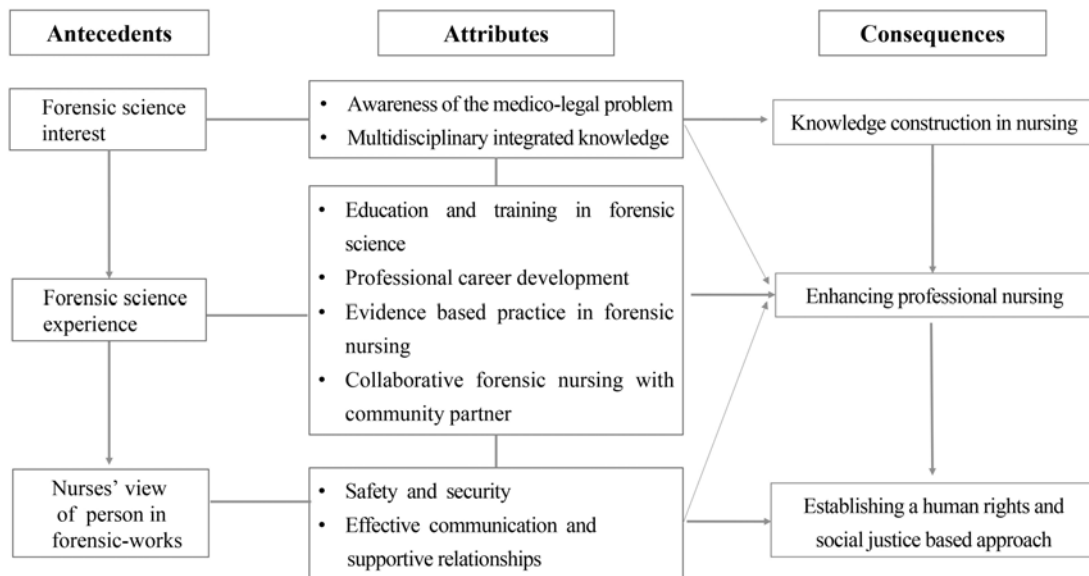 Antecedents
Attributes
Consequences
Forensic science
interest
• Awareness of the medico-legal problem
• Multidisciplinary integrated knowledge
Knowledge construction in nursing
• Education and training in forensic
science
• Professional career development
• Evidence based practice in forensic
nursing
• Collaborative forensic nursing with
community partner
Forensic science
experience
Enhancing professional nursing
Nurses’ view
of person in
forensic-works
• Safety and security
• Effective communication and
supportive relationships
Establishing a human rights and
social justice based approach